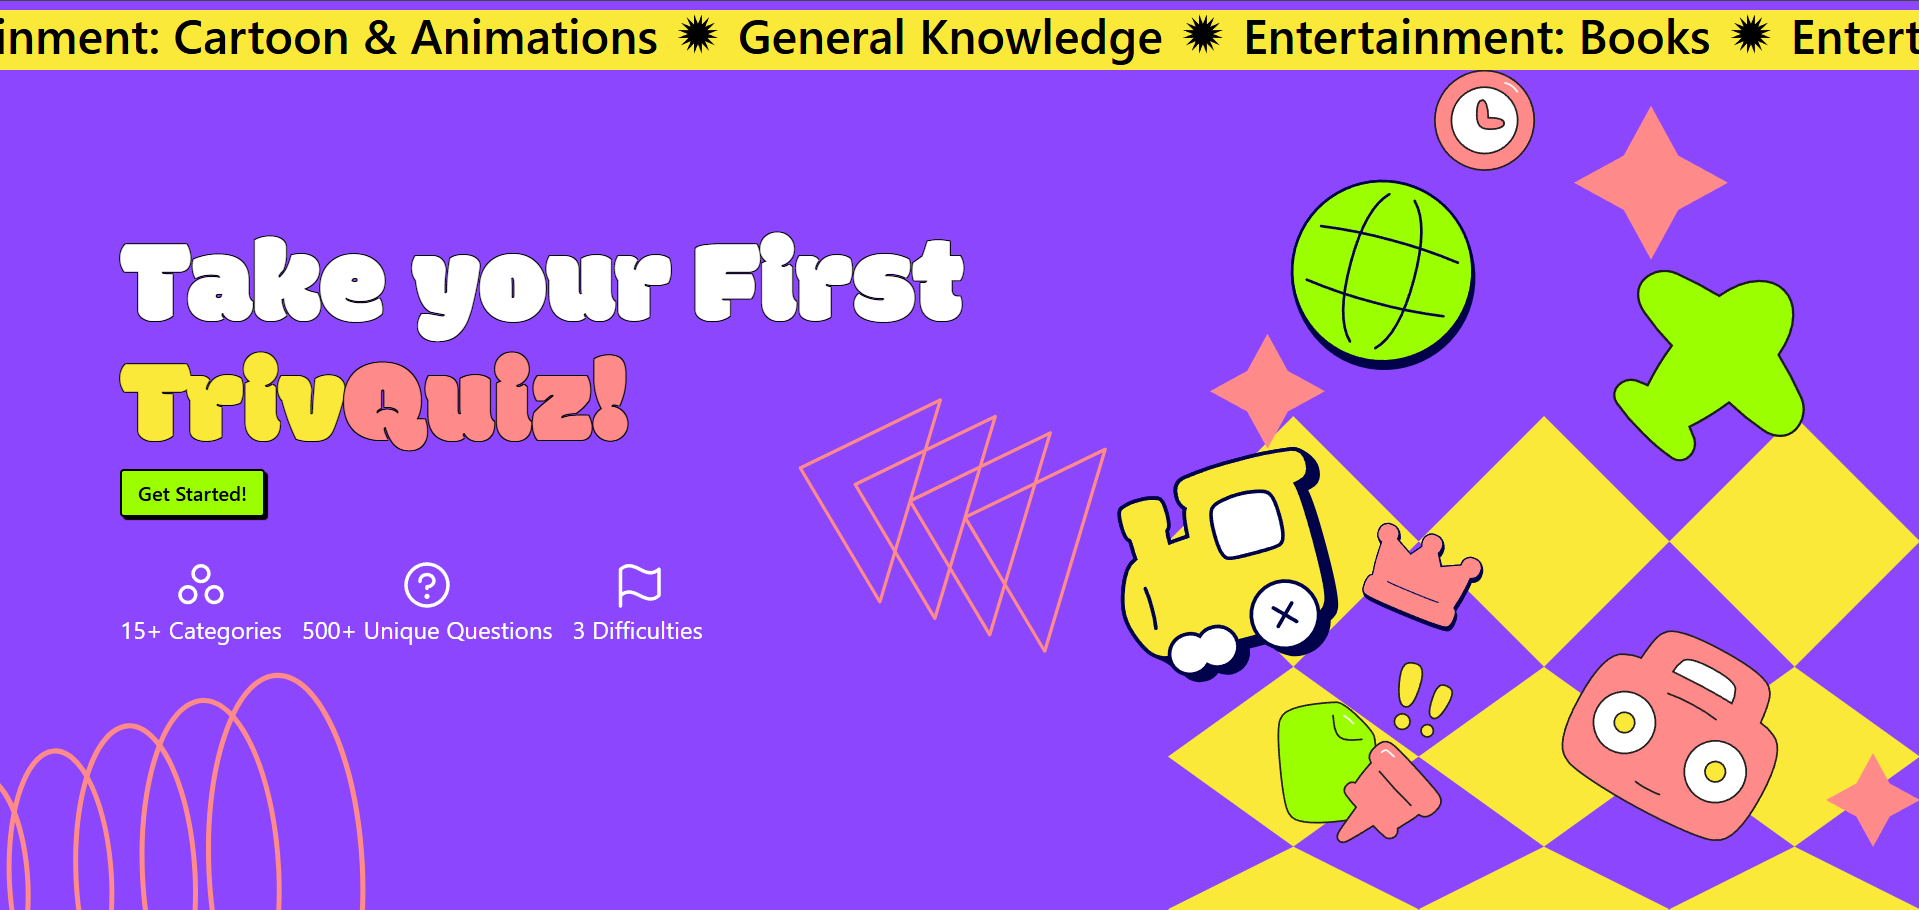 inment: Cartoon & Animations ✹ General Knowledge ✹ Entertainment: Books ✹ Entert
Take your First
TrivQuiz!
Get Started!
15+ Categories 500+ Unique Questions 3 Difficulties